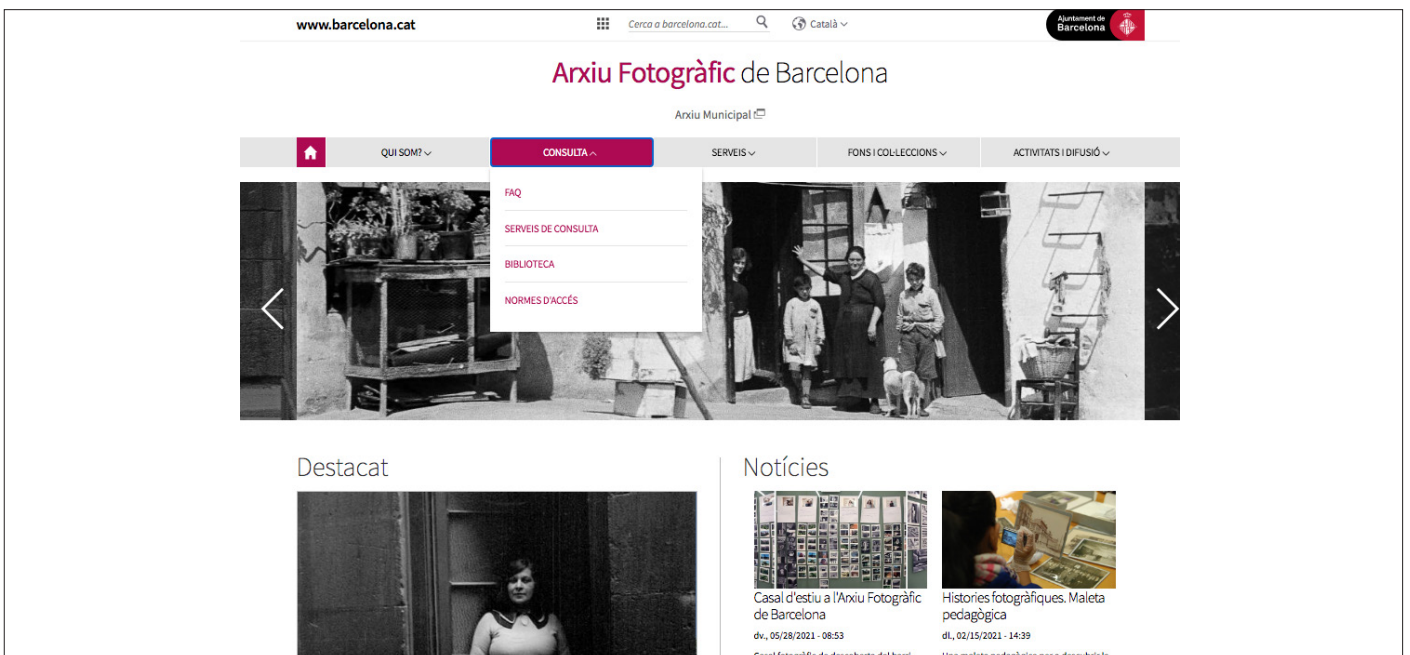 www.barcelona.cat
Cerca a barcelona.cat...
Català
Ajuntament de
Barcelona
Arxiu Fotogràfic de Barcelona
Arxiu Municipal
QUI SOM?
CONSULTA
SERVEIS
FONS I COL·LECCIONS
ACTIVITATS I DIFUSIÓ
FAQ
SERVEIS DE CONSULTA
BIBLIOTECA
NORMES D'ACCÉS
Destacat
Notícies
Casal d'estiu a l'Arxiu Fotogràfic
de Barcelona
dv., 05/28/2021 - 08:53
Histories fotogràfiques. Maleta
pedagògica
dl., 02/15/2021 - 14:39